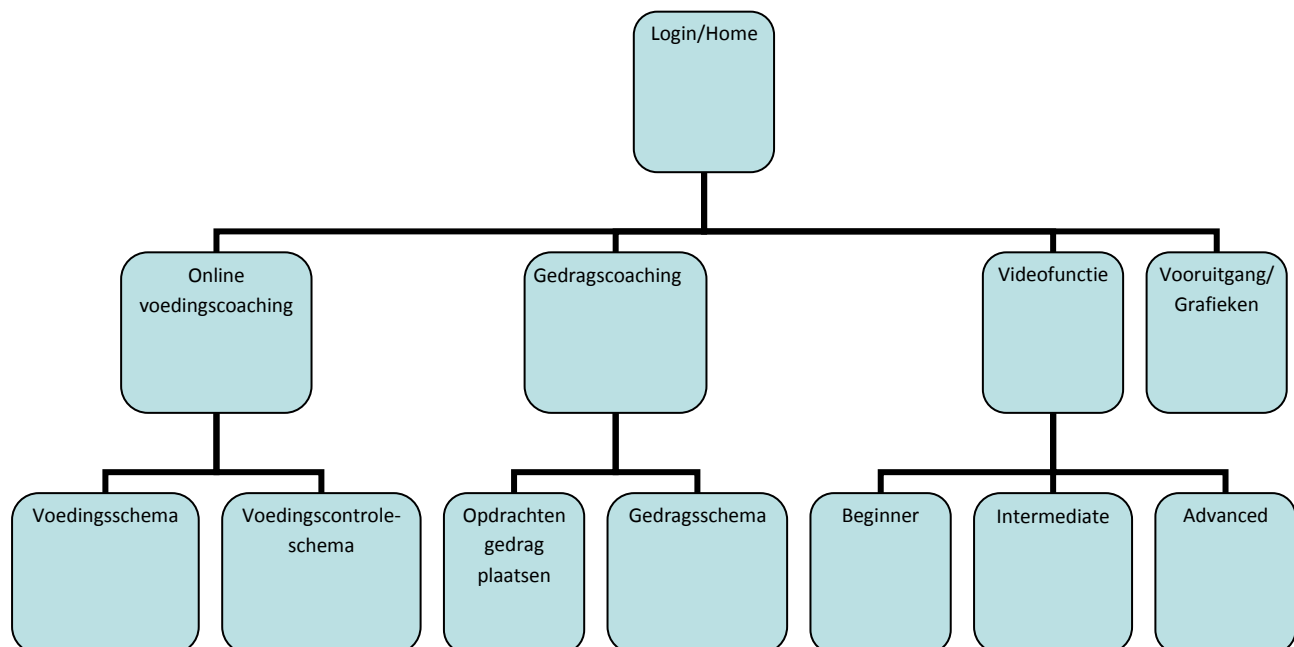 Login/Home
Online
voedingscoaching
Gedragscoaching
Videofunctie
Vooruitgang/
Grafieken
Voedingsschema
Voedingscontrole-
schema
Opdrachten
gedrag
plaatsen
Gedragsschema
Beginner
Intermediate
Advanced